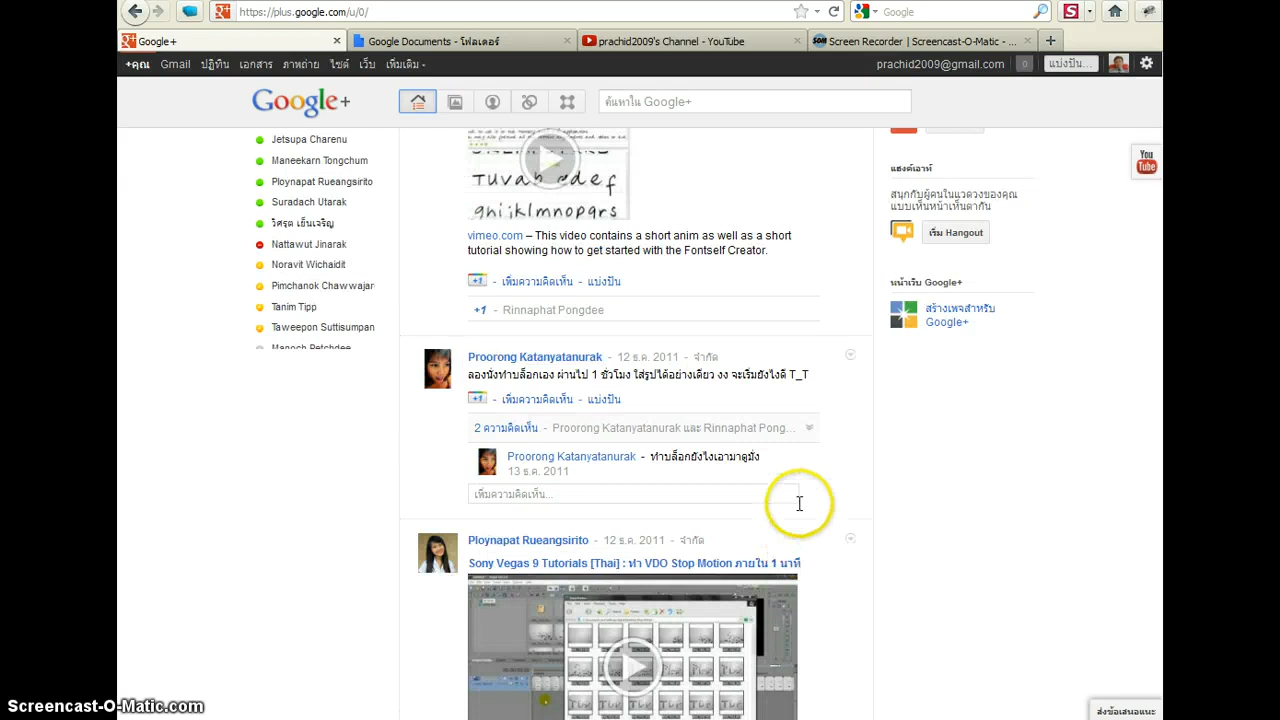 https://plus.google.com/u/0/
Google
Google+
Google Documents - โฟลเดอร์
prachid2009's Channel - YouTube
Screen Recorder | Screencast-O-Matic - ...
+คุณ Gmail ปฏิทิน เอกสาร ภาพถ่าย ไซต์ เว็บ เพิ่มเติม
prachid2009@gmail.com 0 แบ่งปัน...
Google+
ค้นหาใน Google+
Jetsupa Charenu
Maneekarn Tongchum
Ploynapat Rueangsirito
Suradach Utarak
วิศรุต เย็นเจริญ
Nattawut Jinarak
Noravit Wichaidit
Pimchanok Chawwajar
Tanim Tipp
Taweepon Suttisumpan
Manoch Petchdee
Tuvah edef
ghijklmnopqrs
vimeo.com – This video contains a short anim as well as a short
tutorial showing how to get started with the Fontself Creator.
+1 - เพิ่มความคิดเห็น - แบ่งปัน
+1 - Rinnaphat Pongdee
Proorong Katanyatanurak - 12 ธ.ค. 2011 - จำกัด
ลองนั่งทำบล็อกเอง ผ่านไป 1 ชั่วโมง ใส่รูปได้อย่างเดียว งง จะเริ่มยังไงดี T_T
+1 - เพิ่มความคิดเห็น - แบ่งปัน
2 ความคิดเห็น - Proorong Katanyatanurak และ Rinnaphat Pong...
Proorong Katanyatanurak - ทำบล็อกยังไงเอามาดูมั่ง
13 ธ.ค. 2011
เพิ่มความคิดเห็น...
Ploynapat Rueangsirito - 12 ธ.ค. 2011 - จำกัด
Sony Vegas 9 Tutorials [Thai] : ทำ VDO Stop Motion ภายใน 1 นาที
แฮงค์เอาท์
สนุกกับผู้คนในแวดวงของคุณ
แบบเห็นหน้าเห็นตากัน
เริ่ม Hangout
หน้าเว็บ Google+
สร้างเพจสำหรับ
Google+
You
Tube
ส่งข้อเสนอแนะ
Screencast-O-Matic.com